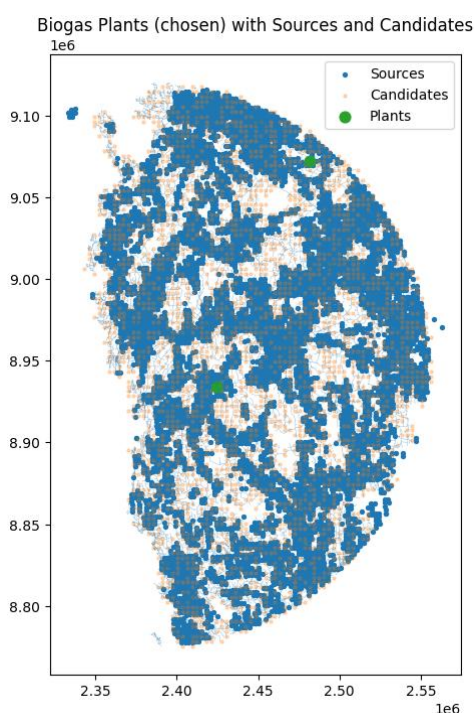 Biogas Plants (chosen) with Sources and Candidates
1e6
Sources
Candidates
Plants
9.10
9.05
9.00
8.95
8.90
8.85
8.80
2.35 2.40 2.45 2.50 2.55
1e6